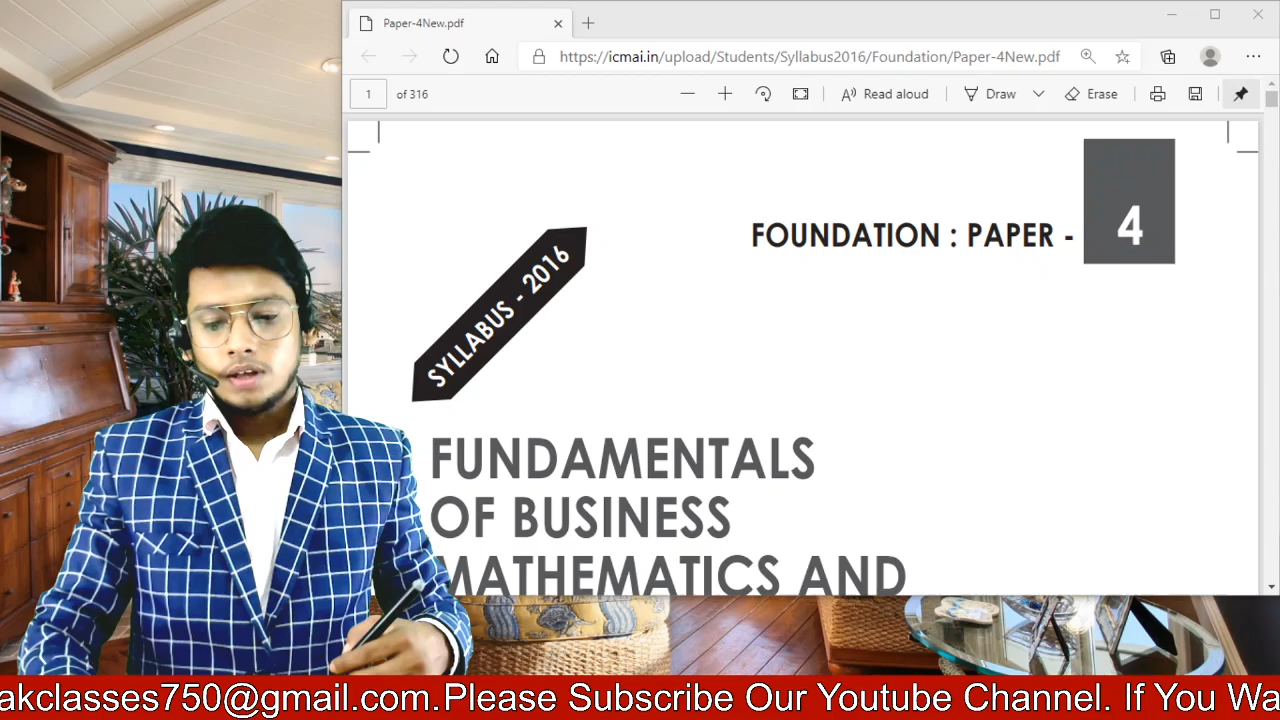 Paper-4New.pdf
https://icmai.in/upload/Students/Syllabus2016/Foundation/Paper-4New.pdf
1 of 316
Read aloud
Draw
Erase
4
FOUNDATION : PAPER -
SYLLABUS - 2016
FUNDAMENTALS
OF BUSINESS
MATHEMATICS AND
akclasses750@gmail.com.Please Subscribe Our Youtube Channel. If You Wa